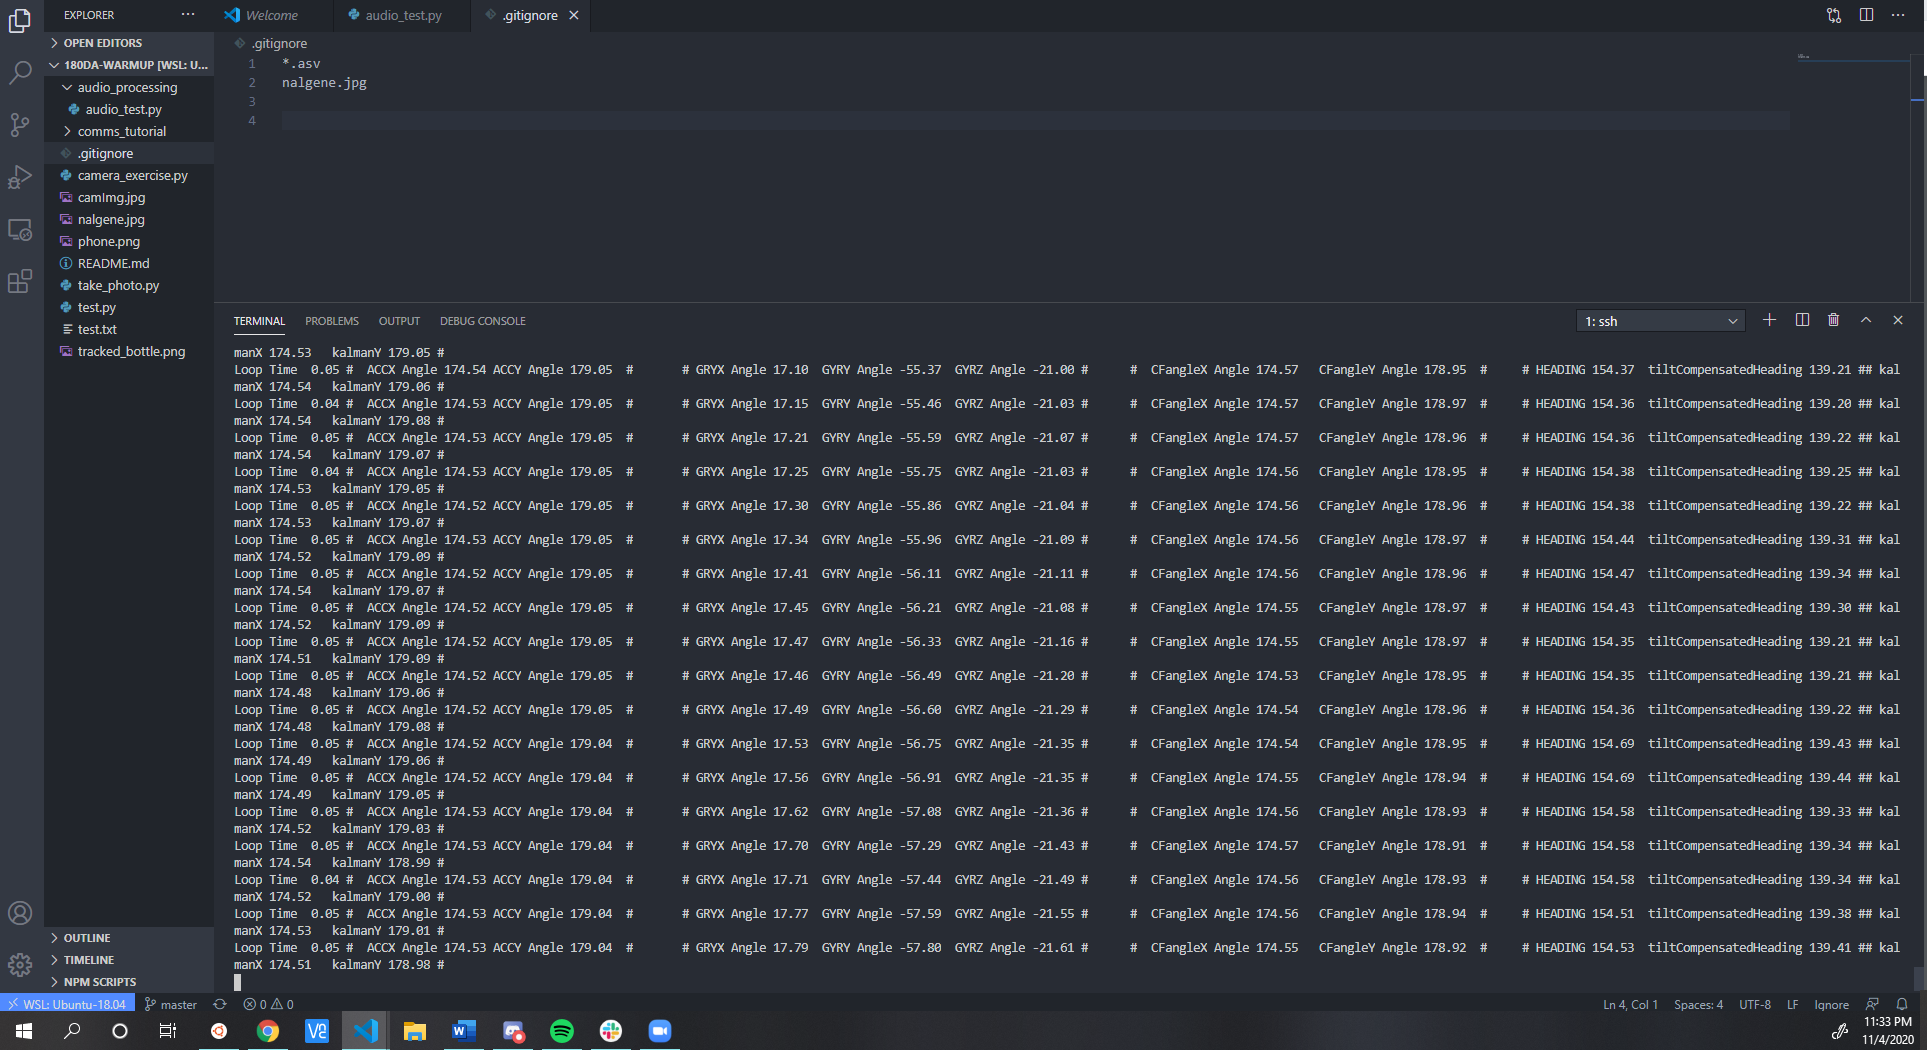 EXPLORER
Welcome
audio_test.py
.gitignore
OPEN EDITORS
180DA-WARMUP [WSL: U...
audio_processing
audio_test.py
comms_tutorial
.gitignore
camera_exercise.py
camImg.jpg
nalgene.jpg
phone.png
README.md
take_photo.py
test.py
test.txt
tracked_bottle.png
OUTLINE
TIMELINE
NPM SCRIPTS
.gitignore
1 *.asv
2 nalgene.jpg
3
4
TERMINAL PROBLEMS OUTPUT DEBUG CONSOLE 1: ssh
manX 174.53 kalmanY 179.05 #
Loop Time 0.05 # ACCX Angle 174.54 ACCY Angle 179.05 # # GRYX Angle 17.10 GYRY Angle -55.37 GYRZ Angle -21.00 # # CFangleX Angle 174.57 CFangleY Angle 178.95 # # HEADING 154.37 tiltCompensatedHeading 139.21 ## kal
manX 174.54 kalmanY 179.06 #
Loop Time 0.04 # ACCX Angle 174.53 ACCY Angle 179.05 # # GRYX Angle 17.15 GYRY Angle -55.46 GYRZ Angle -21.03 # # CFangleX Angle 174.57 CFangleY Angle 178.97 # # HEADING 154.36 tiltCompensatedHeading 139.20 ## kal
manX 174.54 kalmanY 179.08 #
Loop Time 0.05 # ACCX Angle 174.53 ACCY Angle 179.05 # # GRYX Angle 17.21 GYRY Angle -55.59 GYRZ Angle -21.07 # # CFangleX Angle 174.57 CFangleY Angle 178.96 # # HEADING 154.36 tiltCompensatedHeading 139.22 ## kal
manX 174.54 kalmanY 179.07 #
Loop Time 0.04 # ACCX Angle 174.53 ACCY Angle 179.05 # # GRYX Angle 17.25 GYRY Angle -55.75 GYRZ Angle -21.03 # # CFangleX Angle 174.56 CFangleY Angle 178.95 # # HEADING 154.38 tiltCompensatedHeading 139.25 ## kal
manX 174.53 kalmanY 179.05 #
Loop Time 0.05 # ACCX Angle 174.52 ACCY Angle 179.05 # # GRYX Angle 17.30 GYRY Angle -55.86 GYRZ Angle -21.04 # # CFangleX Angle 174.56 CFangleY Angle 178.96 # # HEADING 154.38 tiltCompensatedHeading 139.22 ## kal
manX 174.53 kalmanY 179.07 #
Loop Time 0.05 # ACCX Angle 174.53 ACCY Angle 179.05 # # GRYX Angle 17.34 GYRY Angle -55.96 GYRZ Angle -21.09 # # CFangleX Angle 174.56 CFangleY Angle 178.97 # # HEADING 154.44 tiltCompensatedHeading 139.31 ## kal
manX 174.52 kalmanY 179.09 #
Loop Time 0.05 # ACCX Angle 174.52 ACCY Angle 179.05 # # GRYX Angle 17.41 GYRY Angle -56.11 GYRZ Angle -21.11 # # CFangleX Angle 174.56 CFangleY Angle 178.96 # # HEADING 154.47 tiltCompensatedHeading 139.34 ## kal
manX 174.54 kalmanY 179.07 #
Loop Time 0.05 # ACCX Angle 174.52 ACCY Angle 179.05 # # GRYX Angle 17.45 GYRY Angle -56.21 GYRZ Angle -21.08 # # CFangleX Angle 174.55 CFangleY Angle 178.97 # # HEADING 154.43 tiltCompensatedHeading 139.30 ## kal
manX 174.52 kalmanY 179.09 #
Loop Time 0.05 # ACCX Angle 174.52 ACCY Angle 179.05 # # GRYX Angle 17.47 GYRY Angle -56.33 GYRZ Angle -21.16 # # CFangleX Angle 174.55 CFangleY Angle 178.97 # # HEADING 154.35 tiltCompensatedHeading 139.21 ## kal
manX 174.51 kalmanY 179.09 #
Loop Time 0.05 # ACCX Angle 174.52 ACCY Angle 179.05 # # GRYX Angle 17.46 GYRY Angle -56.49 GYRZ Angle -21.20 # # CFangleX Angle 174.53 CFangleY Angle 178.95 # # HEADING 154.35 tiltCompensatedHeading 139.21 ## kal
manX 174.48 kalmanY 179.06 #
Loop Time 0.05 # ACCX Angle 174.52 ACCY Angle 179.05 # # GRYX Angle 17.49 GYRY Angle -56.60 GYRZ Angle -21.29 # # CFangleX Angle 174.54 CFangleY Angle 178.96 # # HEADING 154.36 tiltCompensatedHeading 139.22 ## kal
manX 174.48 kalmanY 179.08 #
Loop Time 0.05 # ACCX Angle 174.52 ACCY Angle 179.04 # # GRYX Angle 17.53 GYRY Angle -56.75 GYRZ Angle -21.35 # # CFangleX Angle 174.54 CFangleY Angle 178.95 # # HEADING 154.69 tiltCompensatedHeading 139.43 ## kal
manX 174.49 kalmanY 179.06 #
Loop Time 0.05 # ACCX Angle 174.52 ACCY Angle 179.04 # # GRYX Angle 17.56 GYRY Angle -56.91 GYRZ Angle -21.35 # # CFangleX Angle 174.55 CFangleY Angle 178.94 # # HEADING 154.69 tiltCompensatedHeading 139.44 ## kal
manX 174.49 kalmanY 179.05 #
Loop Time 0.05 # ACCX Angle 174.53 ACCY Angle 179.04 # # GRYX Angle 17.62 GYRY Angle -57.08 GYRZ Angle -21.36 # # CFangleX Angle 174.56 CFangleY Angle 178.93 # # HEADING 154.58 tiltCompensatedHeading 139.33 ## kal
manX 174.52 kalmanY 179.03 #
Loop Time 0.05 # ACCX Angle 174.53 ACCY Angle 179.04 # # GRYX Angle 17.70 GYRY Angle -57.29 GYRZ Angle -21.43 # # CFangleX Angle 174.57 CFangleY Angle 178.91 # # HEADING 154.58 tiltCompensatedHeading 139.34 ## kal
manX 174.54 kalmanY 178.99 #
Loop Time 0.04 # ACCX Angle 174.53 ACCY Angle 179.04 # # GRYX Angle 17.71 GYRY Angle -57.44 GYRZ Angle -21.49 # # CFangleX Angle 174.56 CFangleY Angle 178.93 # # HEADING 154.58 tiltCompensatedHeading 139.34 ## kal
manX 174.52 kalmanY 179.00 #
Loop Time 0.05 # ACCX Angle 174.53 ACCY Angle 179.04 # # GRYX Angle 17.77 GYRY Angle -57.59 GYRZ Angle -21.55 # # CFangleX Angle 174.56 CFangleY Angle 178.94 # # HEADING 154.51 tiltCompensatedHeading 139.38 ## kal
manX 174.53 kalmanY 179.01 #
Loop Time 0.05 # ACCX Angle 174.53 ACCY Angle 179.04 # # GRYX Angle 17.79 GYRY Angle -57.80 GYRZ Angle -21.61 # # CFangleX Angle 174.55 CFangleY Angle 178.92 # # HEADING 154.53 tiltCompensatedHeading 139.41 ## kal
manX 174.51 kalmanY 178.98 #
WSL: Ubuntu-18.04 master 0 0 Ln 4, Col 1 Spaces: 4 UTF-8 LF Ignore
11:33 PM
11/4/2020